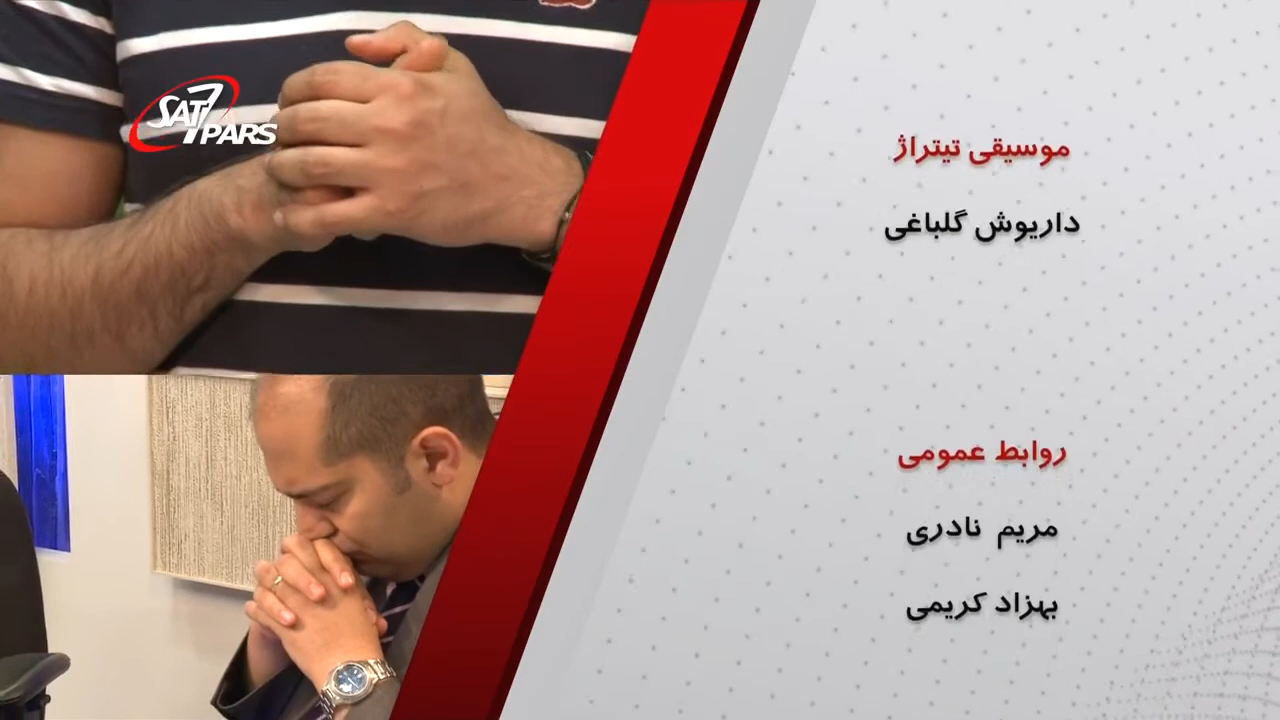 SAT7
PARS
موسیقی تیتراژ
داریوش گلباغی
روابط عمومی
مریم نادری
بهزاد کریمی